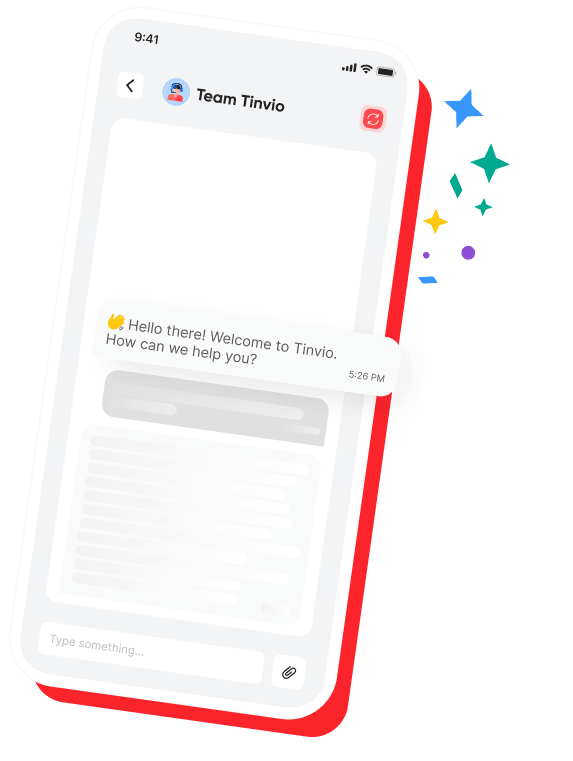 9:41
Team Tinvio
👋 Hello there! Welcome to Tinvio.
How can we help you?
5:26 PM
Type something...